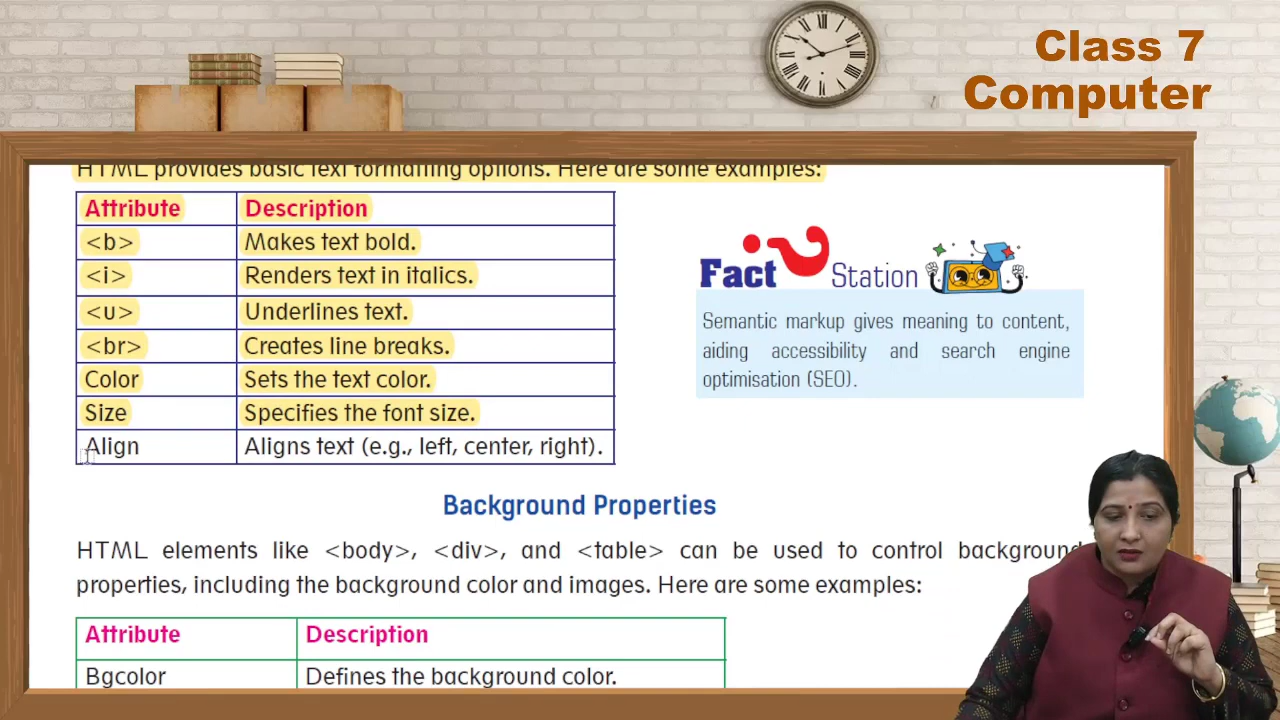 Class 7
Computer
HTML provides basic text formatting options. Here are some examples:
Attribute Description
<b> Makes text bold.
<i> Renders text in italics.
<u> Underlines text.
<br> Creates line breaks.
Color Sets the text color.
Size Specifies the font size.
Align Aligns text (e.g., left, center, right).
Fact Station
Semantic markup gives meaning to content,
aiding accessibility and search engine
optimisation (SEO).
Background Properties
HTML elements like <body>, <div>, and <table> can be used to control background
properties, including the background color and images. Here are some examples:
Attribute Description
Bgcolor Defines the background color.